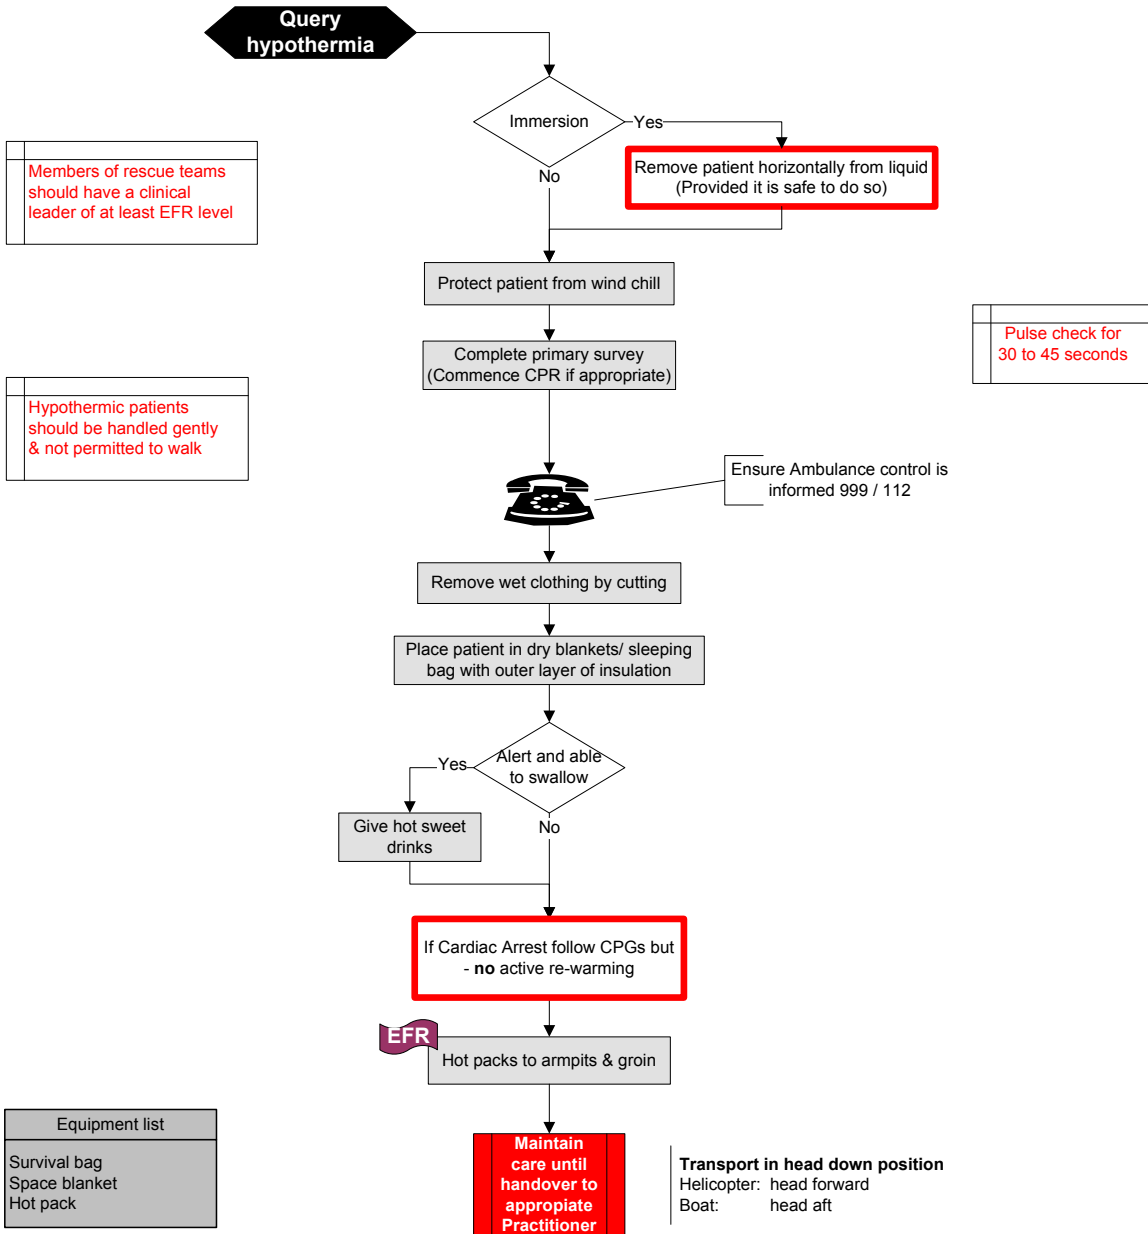 Query
hypothermia
Immersion
Yes
No
Remove patient horizontally from liquid
(Provided it is safe to do so)
Members of rescue teams
should have a clinical
leader of at least EFR level
Protect patient from wind chill
Pulse check for
30 to 45 seconds
Complete primary survey
(Commence CPR if appropriate)
Hypothermic patients
should be handled gently
& not permitted to walk
Ensure Ambulance control is
informed 999 / 112
Remove wet clothing by cutting
Place patient in dry blankets/ sleeping
bag with outer layer of insulation
Alert and able
to swallow
Yes
No
Give hot sweet
drinks
If Cardiac Arrest follow CPGs but
- no active re-warming
EFR
Hot packs to armpits & groin
Equipment list
Survival bag
Space blanket
Hot pack
Maintain
care until
handover to
appropiate
Practitioner
Transport in head down position
Helicopter: head forward
Boat: head aft